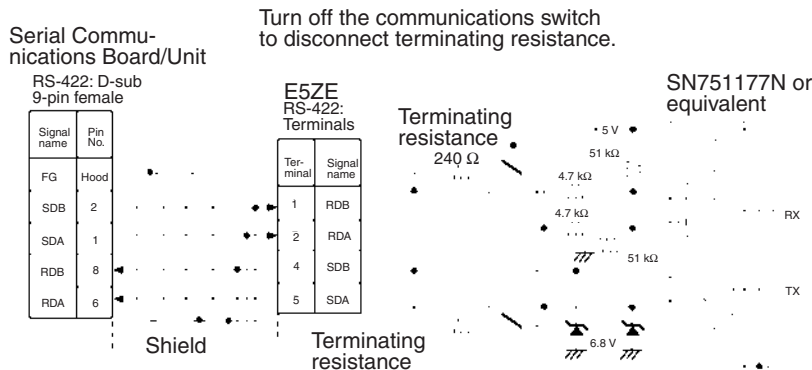 Turn off the communications switch
to disconnect terminating resistance.
Serial Commu-
nications Board/Unit
RS-422: D-sub
9-pin female
Signal name
Pin No.
FG Hood
SDB 2
SDA 1
RDB 8
RDA 6
Shield
E5ZE
RS-422:
Terminals
Ter-
minal
Signal
name
1 RDB
2 RDA
4 SDB
5 SDA
Terminating
resistance
240 Ω
Terminating
resistance
5 V
51 kΩ
4.7 kΩ
4.7 kΩ
51 kΩ
6.8 V
SN751177N or
equivalent
RX
TX